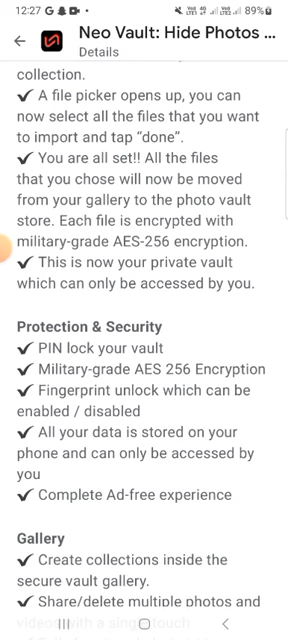 12:27
89%
Neo Vault: Hide Photos ...
Details
collection.
✔ A file picker opens up, you can
now select all the files that you want
to import and tap “done”.
✔ You are all set!! All the files
that you chose will now be moved
from your gallery to the photo vault
store. Each file is encrypted with
military-grade AES-256 encryption.
✔ This is now your private vault
which can only be accessed by you.
Protection & Security
✔ PIN lock your vault
✔ Military-grade AES 256 Encryption
✔ Fingerprint unlock which can be
enabled / disabled
✔ All your data is stored on your
phone and can only be accessed by
you
✔ Complete Ad-free experience
Gallery
✔ Create collections inside the
secure vault gallery.
✔ Share/delete multiple photos and
videos with a single touch